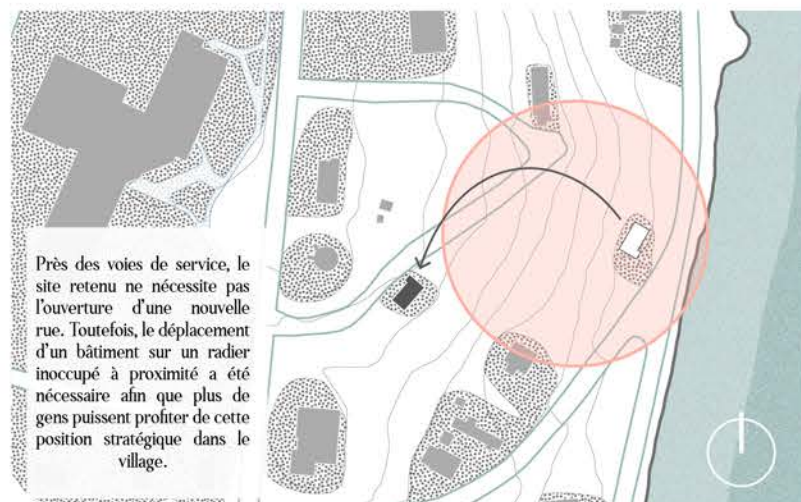 Près des voies de service, le
site retenu ne nécessite pas
l'ouverture d'une nouvelle
rue. Toutefois, le déplacement
d'un bâtiment sur un radier
inoccupé à proximité a été
nécessaire afin que plus de
gens puissent profiter de cette
position stratégique dans le
village.